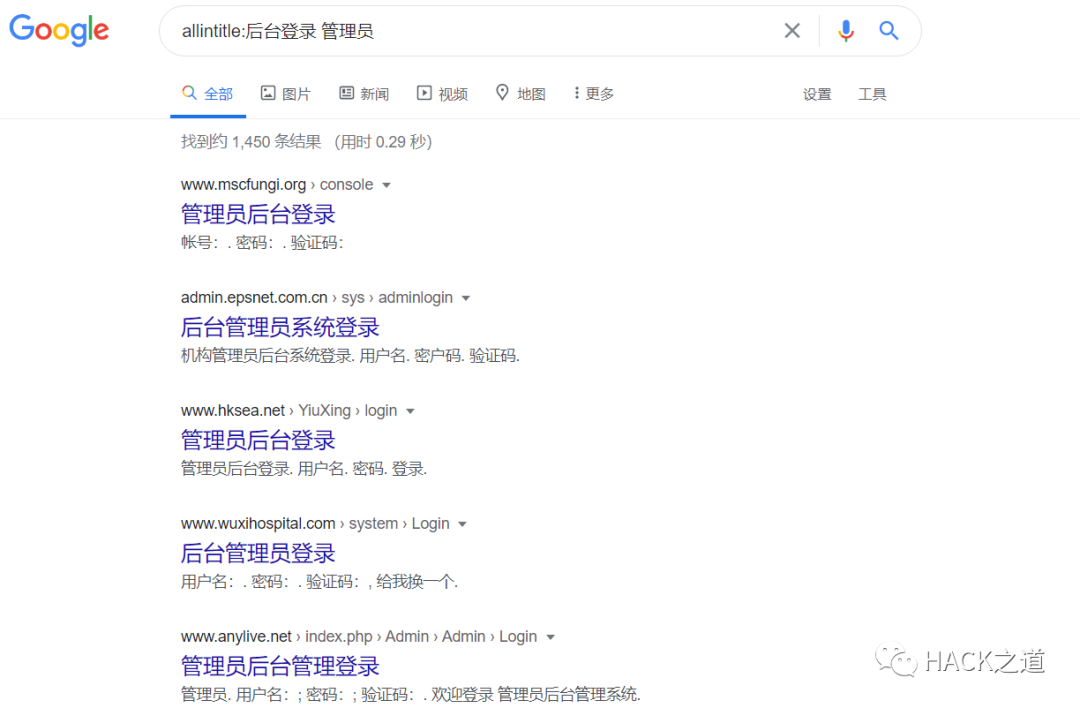 Google
allintitle:后台登录 管理员
全部 图片 新闻 视频 地图 更多 设置 工具
找到约 1,450 条结果 （用时 0.29 秒）
www.mscfungi.org › console
管理员后台登录
帐号：. 密码：. 验证码：
admin.epsnet.com.cn › sys › adminlogin
后台管理员系统登录
机构管理员后台系统登录. 用户名. 密户码. 验证码.
www.hksea.net › YiuXing › login
管理员后台登录
管理员后台登录. 用户名. 密码. 登录.
www.wuxihospital.com › system › Login
后台管理员登录
用户名：. 密码：. 验证码：, 给我换一个.
www.anylive.net › index.php › Admin › Admin › Login
管理员后台管理登录
管理员. 用户名：; 密码：; 验证码：. 欢迎登录 管理员后台管理系统.
HACK之道